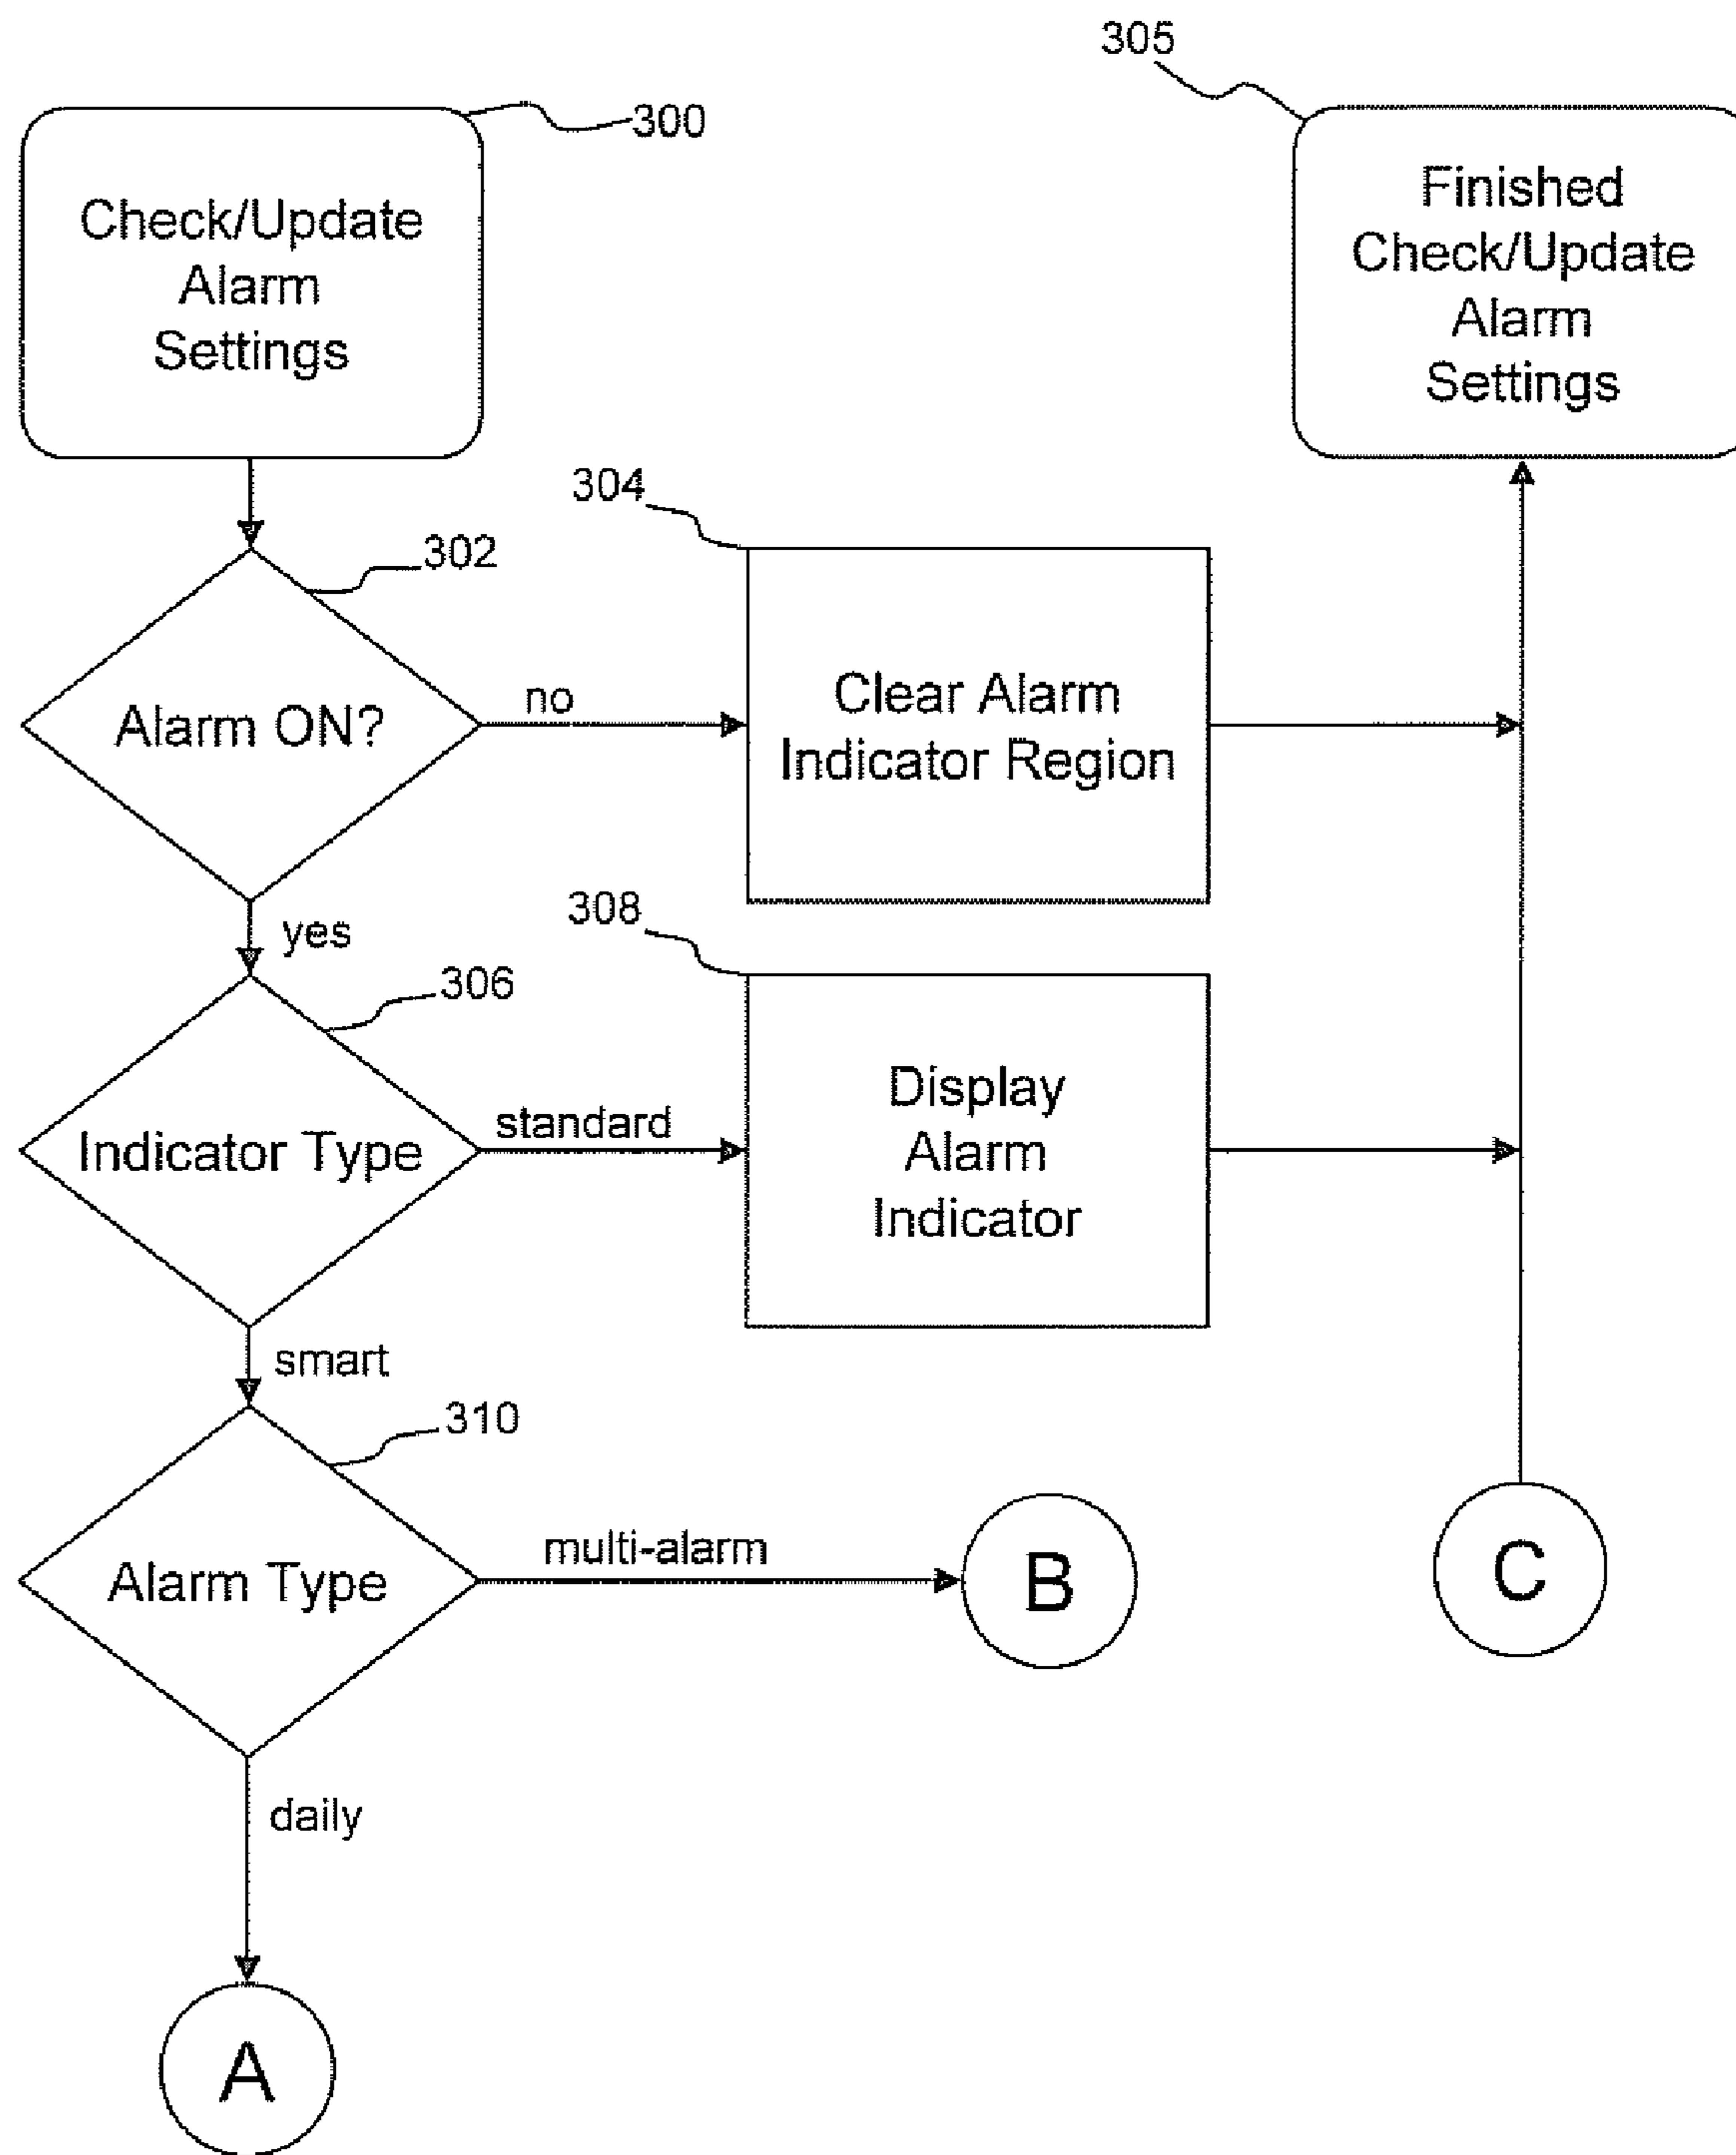 305
300
Check/Update
Alarm
Settings
Finished
Check/Update
Alarm
Settings
304
302
Alarm ON?
no
Clear Alarm
Indicator Region
yes
308
306
Indicator Type
standard
Display
Alarm
Indicator
smart
310
Alarm Type
multi-alarm
B
C
daily
A